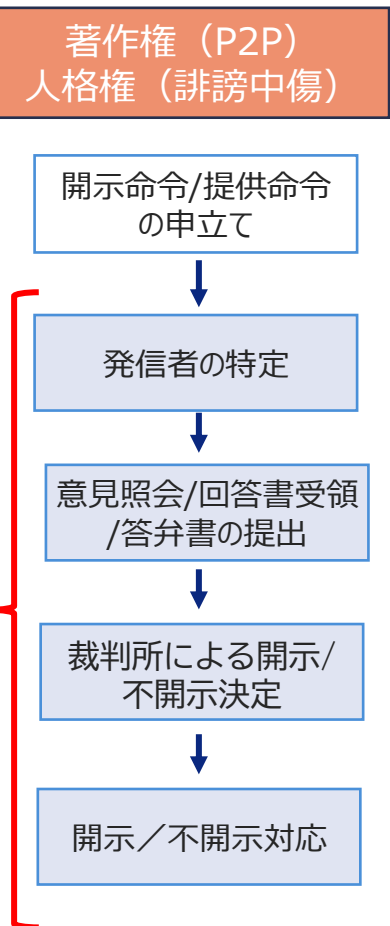 著作権（P2P）
人格権（誹謗中傷）
開示命令/提供命令
の申立て
発信者の特定
意見照会/回答書受領
/答弁書の提出
裁判所による開示/
不開示決定
開示／不開示対応